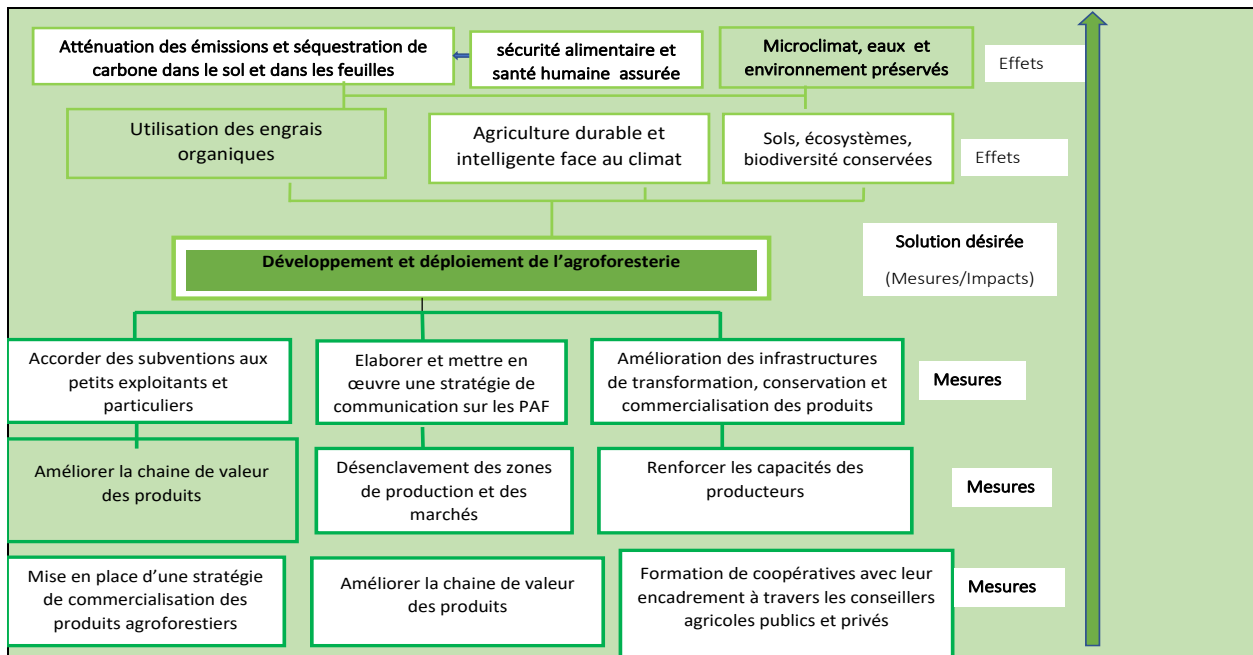 Atténuation des émissions et séquestration de
carbone dans le sol et dans les feuilles
sécurité alimentaire et
santé humaine assurée
Microclimat, eaux et
environnement préservés
Effets
Utilisation des engrais
organiques
Agriculture durable et
intelligente face au climat
Sols, écosystèmes,
biodiversité conservées
Effets
Solution désirée
(Mesures/Impacts)
Développement et déploiement de l’agroforesterie
Accorder des subventions aux
petits exploitants et
particuliers
Elaborer et mettre en
œuvre une stratégie de
communication sur les PAF
Amélioration des infrastructures
de transformation, conservation et
commercialisation des produits
Mesures
Améliorer la chaine de valeur
des produits
Désenclavement des zones
de production et des
marchés
Renforcer les capacités des
producteurs
Mesures
Mise en place d’une stratégie
de commercialisation des
produits agroforestiers
Améliorer la chaine de valeur
des produits
Formation de coopératives avec leur
encadrement à travers les conseillers
agricoles publics et privés
Mesures